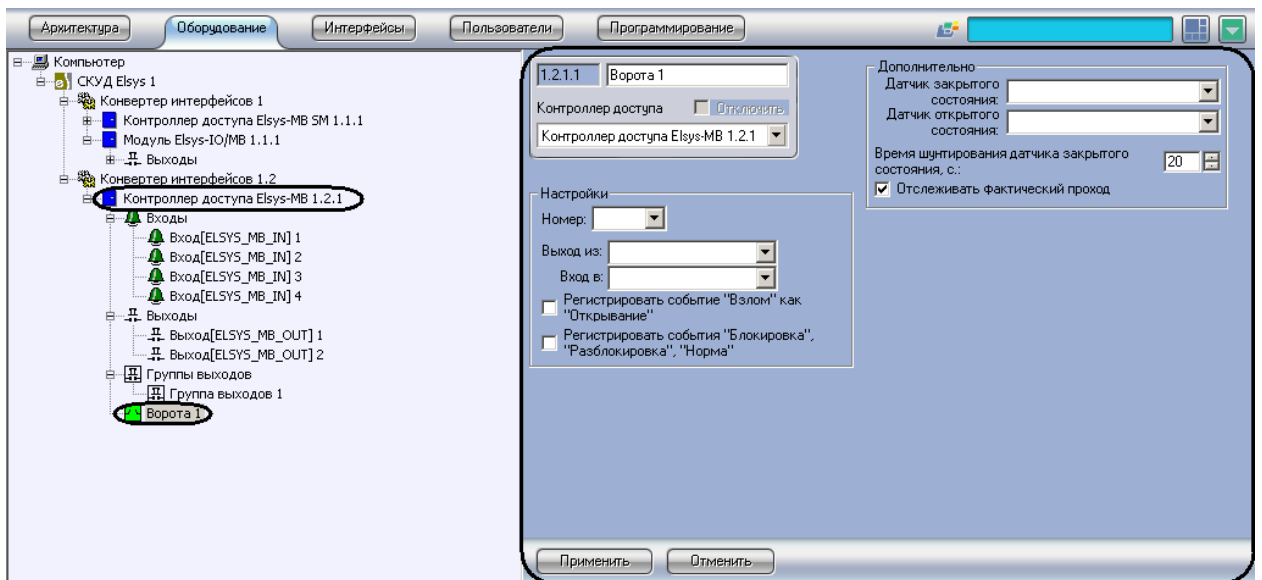 Архитектура
Оборудование
Интерфейсы
Пользователи
Программирование
Компьютер
СКУД Elsys 1
Конвертер интерфейсов 1
Контроллер доступа Elsys-MB SM 1.1.1
Модуль Elsys-IO/MB 1.1.1
Выходы
Конвертер интерфейсов 1.2
Контроллер доступа Elsys-MB 1.2.1
Входы
Вход[ELSYS_MB_IN] 1
Вход[ELSYS_MB_IN] 2
Вход[ELSYS_MB_IN] 3
Вход[ELSYS_MB_IN] 4
Выходы
Выход[ELSYS_MB_OUT] 1
Выход[ELSYS_MB_OUT] 2
Группы выходов
Группа выходов 1
Ворота 1
1.2.1.1
Ворота 1
Контроллер доступа
Отключить
Контроллер доступа Elsys-MB 1.2.1
Настройки
Номер:
Выход из:
Вход в:
Регистрировать событие "Взлом" как
"Открывание"
Регистрировать события "Блокировка",
"Разблокировка", "Норма"
Дополнительно
Датчик закрытого
состояния:
Датчик открытого
состояния:
Время шунтирования датчика закрытого
состояния, с.:
20
Отслеживать фактический проход
Применить
Отменить